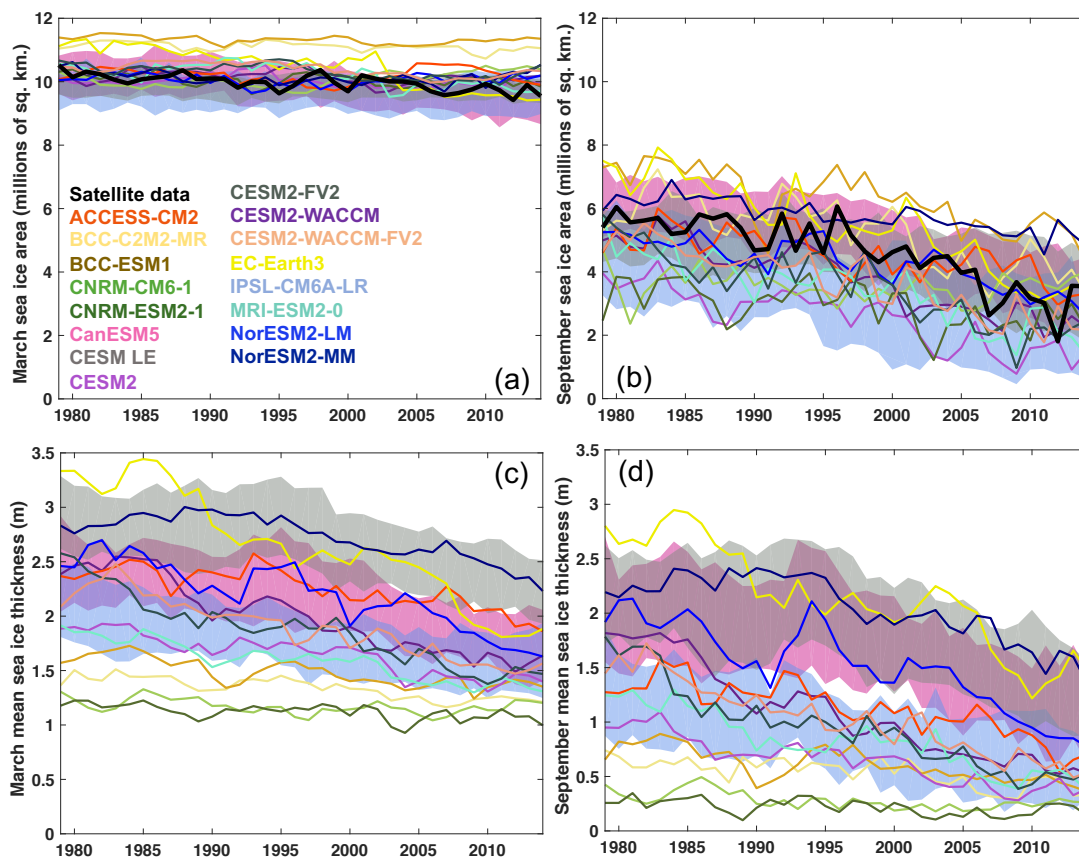 12
10
8
6
4
2
0
March sea ice area (millions of sq. km.)
Satellite data
ACCESS-CM2
BCC-C2M2-MR
BCC-ESM1
CNRM-CM6-1
CNRM-ESM2-1
CanESM5
CESM LE
CESM2
CESM2-FV2
CESM2-WACCM
CESM2-WACCM-FV2
EC-Earth3
IPSL-CM6A-LR
MRI-ESM2-0
NorESM2-LM
NorESM2-MM
(a)
1980 1985 1990 1995 2000 2005 2010
12
10
8
6
4
2
0
September sea ice area (millions of sq. km.)
(b)
1980 1985 1990 1995 2000 2005 2010
3.5
3
2.5
2
1.5
1
0.5
0
March mean sea ice thickness (m)
(c)
1980 1985 1990 1995 2000 2005 2010
3.5
3
2.5
2
1.5
1
0.5
0
September mean sea ice thickness (m)
(d)
1980 1985 1990 1995 2000 2005 2010